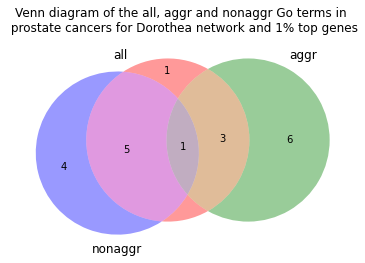 Venn diagram of the all, aggr and nonaggr Go terms in
prostate cancers for Dorothea network and 1% top genes
all
aggr
1
5
1
3
6
4
nonaggr